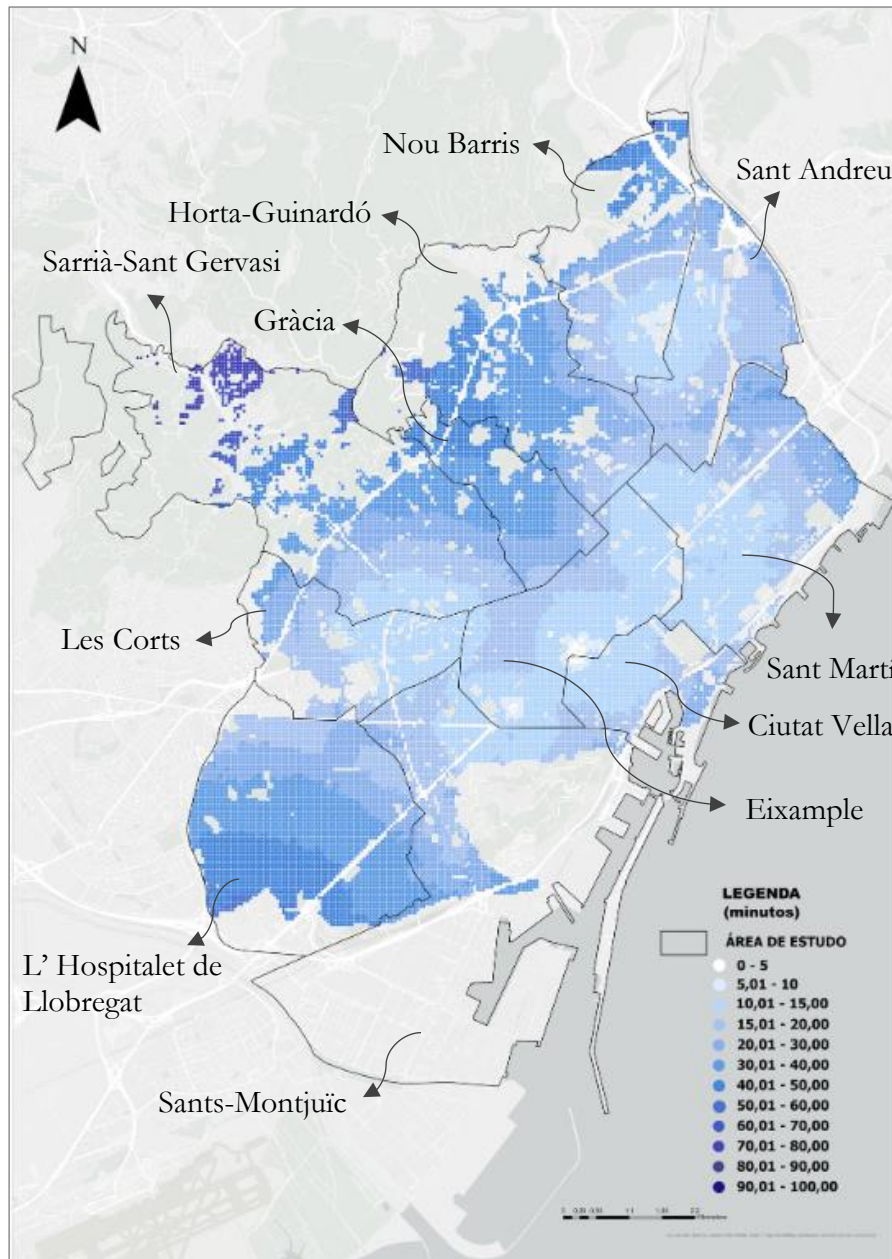 N
Nou Barris
Sant Andreu
Horta-Guinardó
Sarrià-Sant Gervasi
Gràcia
Les Corts
Sant Marti
Ciutat Vella
Eixample
L' Hospitalet de
Llobregat
Sants-Montjuïc
LEGENDA
(minutos)
ÁREA DE ESTUDO
0 - 5
5,01 - 10
10,01 - 15,00
15,01 - 20,00
20,01 - 30,00
30,01 - 40,00
40,01 - 50,00
50,01 - 60,00
60,01 - 70,00
70,01 - 80,00
80,01 - 90,00
90,01 - 100,00